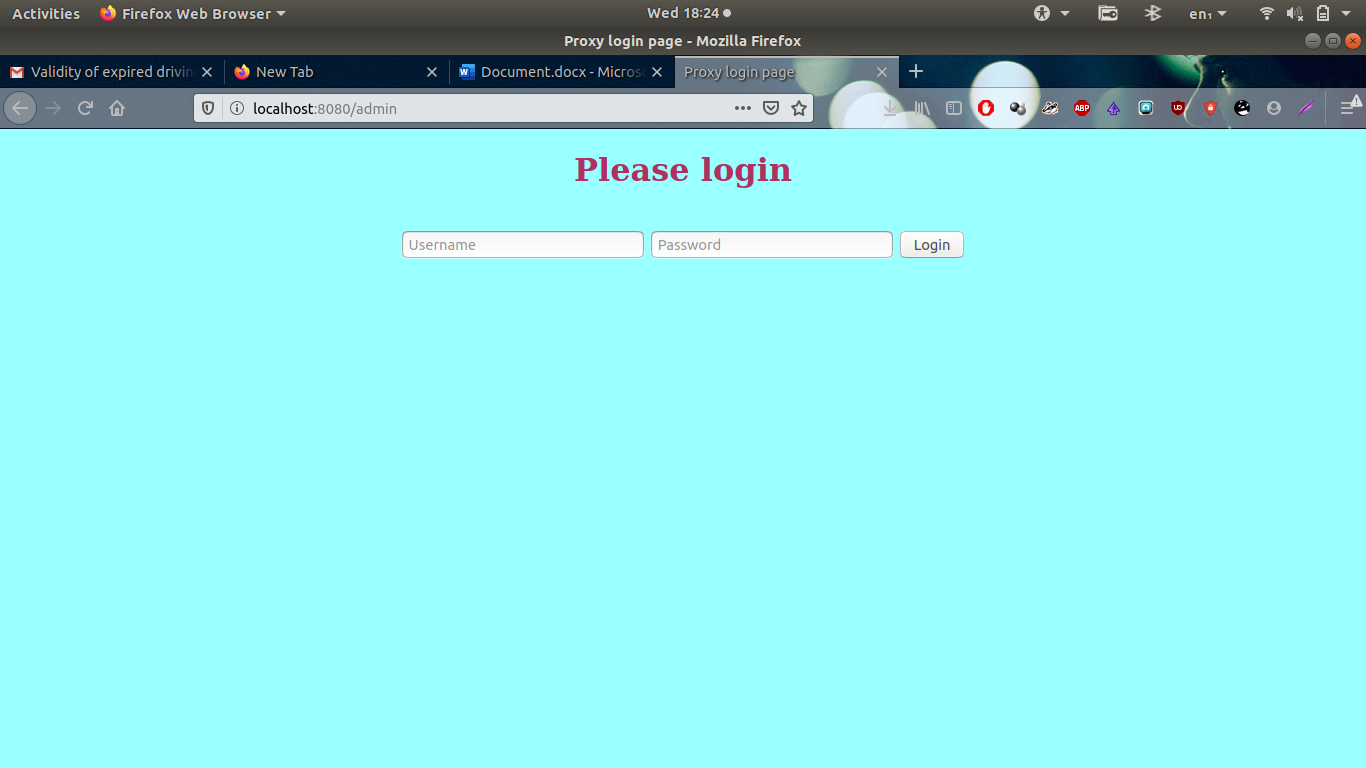 Activities Firefox Web Browser Wed 18:24 en₁
Proxy login page - Mozilla Firefox
Validity of expired drivin New Tab Document.docx - Microso Proxy login page
localhost:8080/admin ABP
Please login
Username Password Login